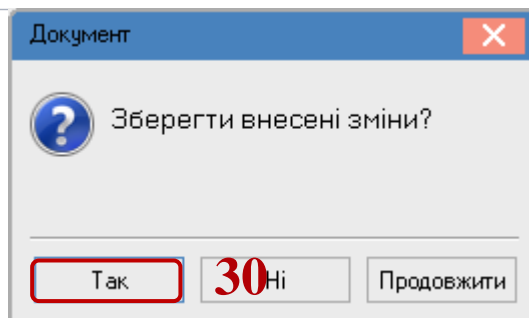 Документ
Зберегти внесені зміни?
Так 30 Ні Продовжити